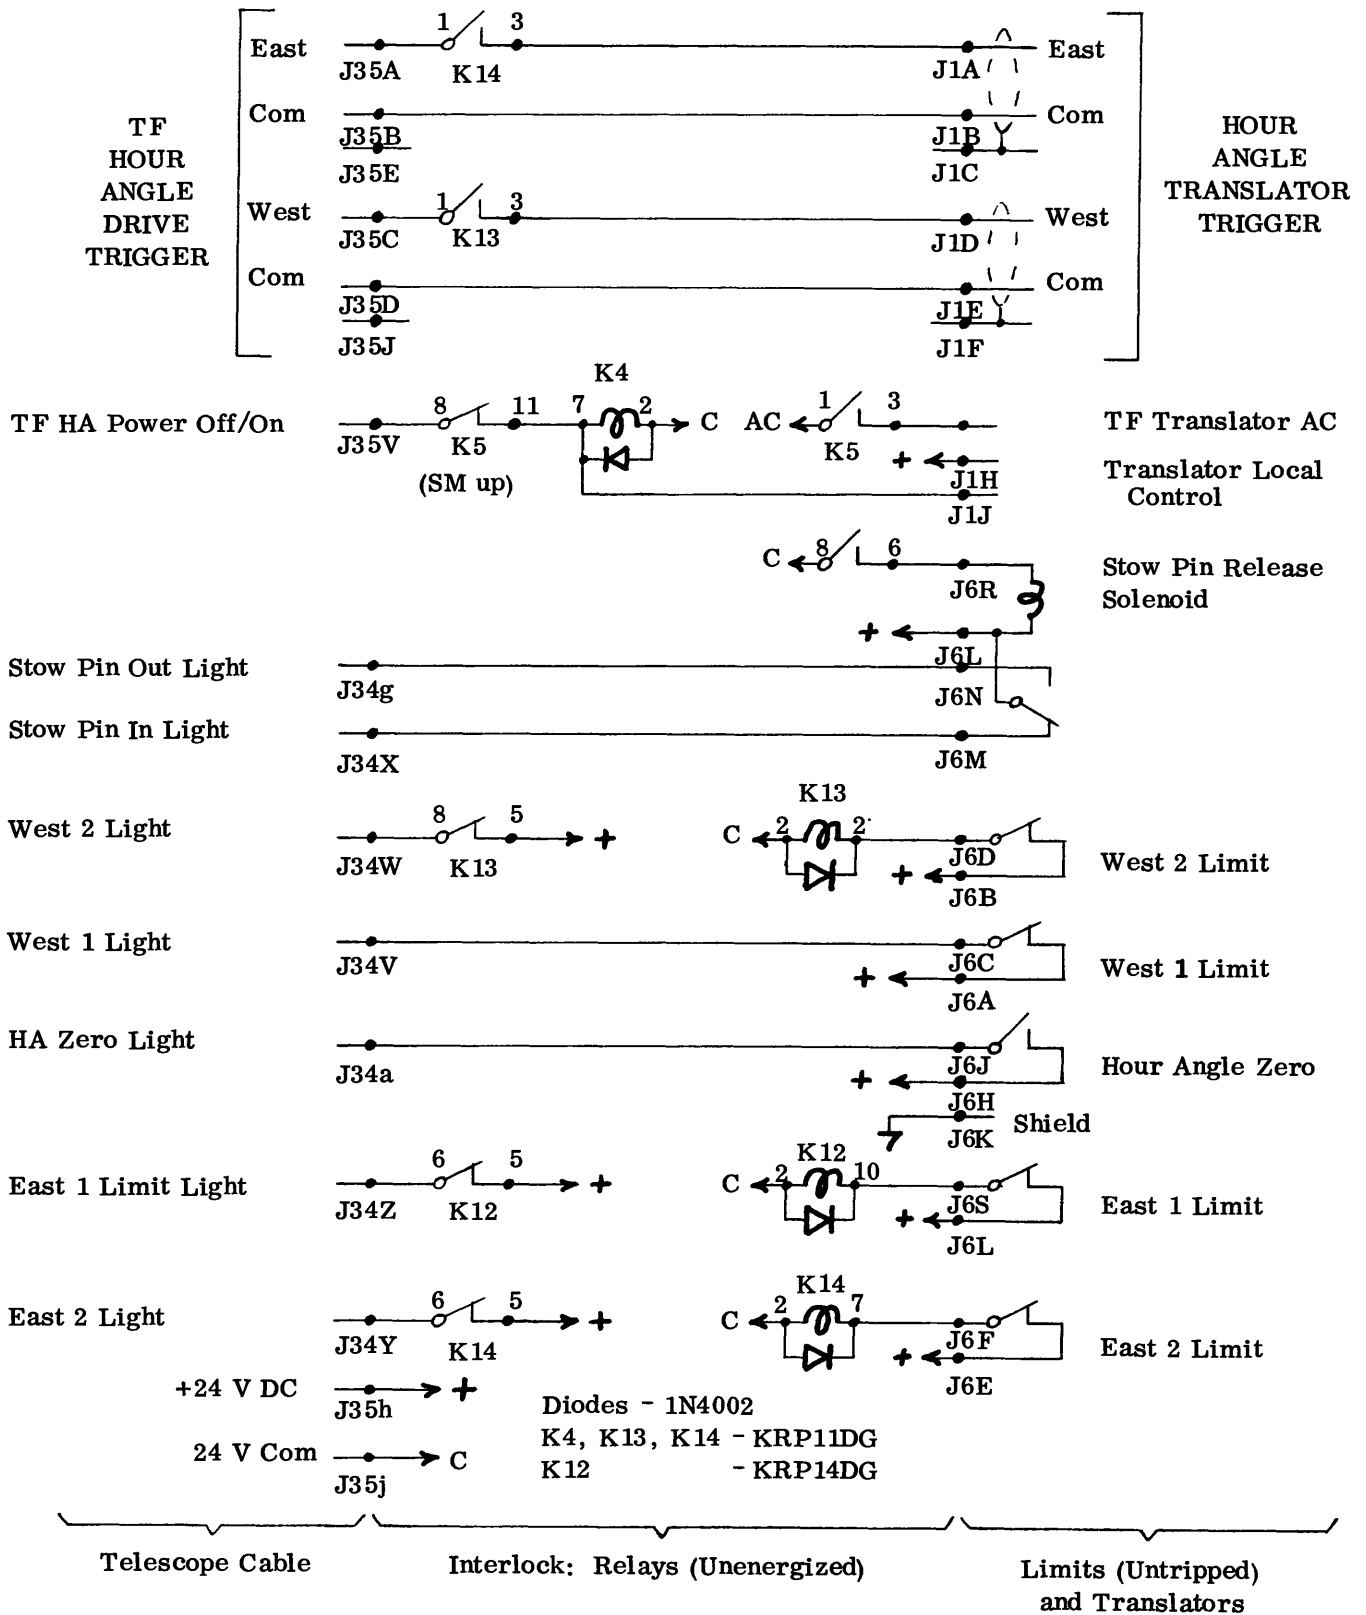 1 3
East J35A K14 J1A East
Com J35B J1B Com
J35E J1C
TF
HOUR
ANGLE
DRIVE
TRIGGER
HOUR
ANGLE
TRANSLATOR
TRIGGER
1 3
West J35C K13 J1D West
Com J35D J1E Com
J35J J1F
K4
TF HA Power Off/On 8 11 7 2 C AC 1 3 TF Translator AC
J35V K5 K5
(SM up)
+ J1H Translator Local
Control
J1J
C 8 6 Stow Pin Release
Solenoid
J6R
+ J6L
Stow Pin Out Light J34g J6N
Stow Pin In Light J34X J6M
K13
West 2 Light 8 5 + C 2 2
J34W K13 J6D
+ J6B West 2 Limit
West 1 Light J34V J6C
+ J6A West 1 Limit
HA Zero Light J34a J6J
+ J6H Hour Angle Zero
J6K Shield
K12
East 1 Limit Light 6 5 + C 2 10
J34Z K12 J6S
+ J6L East 1 Limit
K14
East 2 Light 6 5 + C 2 7
J34Y K14 J6F
+ J6E East 2 Limit
+24 V DC J35h +
24 V Com J35j C
Diodes - 1N4002
K4, K13, K14 - KRP11DG
K12 - KRP14DG
Telescope Cable
Interlock: Relays (Unenergized)
Limits (Untripped)
and Translators